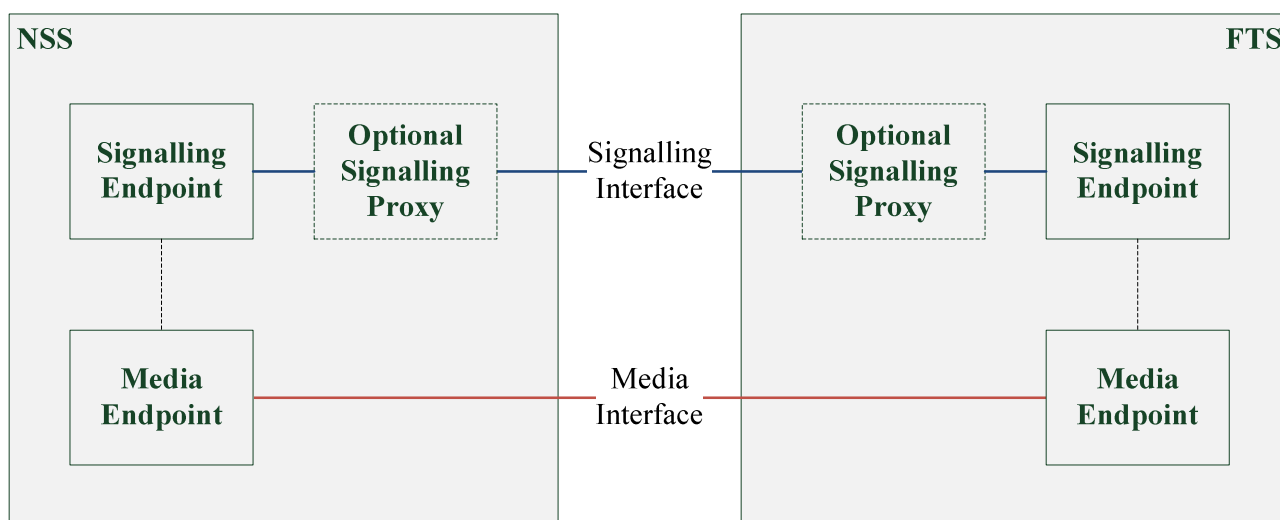 NSS
FTS
Signalling
Endpoint
Optional
Signalling
Proxy
Signalling
Interface
Optional
Signalling
Proxy
Signalling
Endpoint
Media
Endpoint
Media
Interface
Media
Endpoint